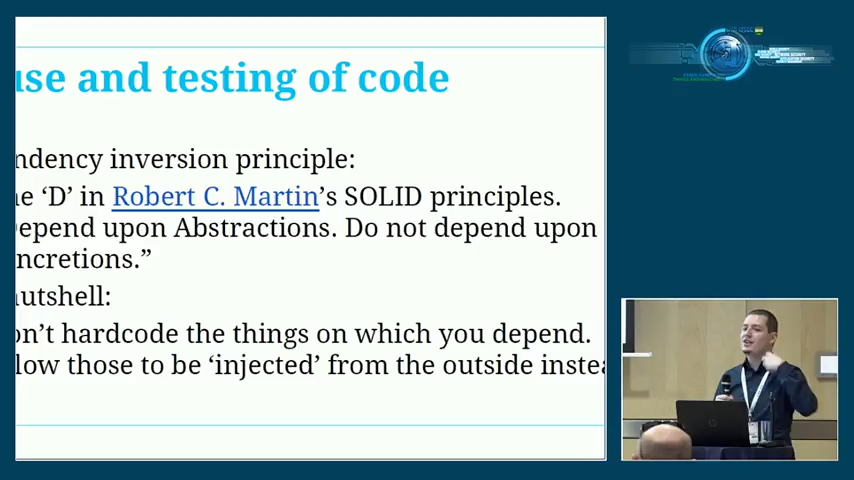 use and testing of code
ndency inversion principle:
e ‘D’ in Robert C. Martin’s SOLID principles.
epend upon Abstractions. Do not depend upon
ncretions.”
utshell:
on’t hardcode the things on which you depend.
low those to be ‘injected’ from the outside inste